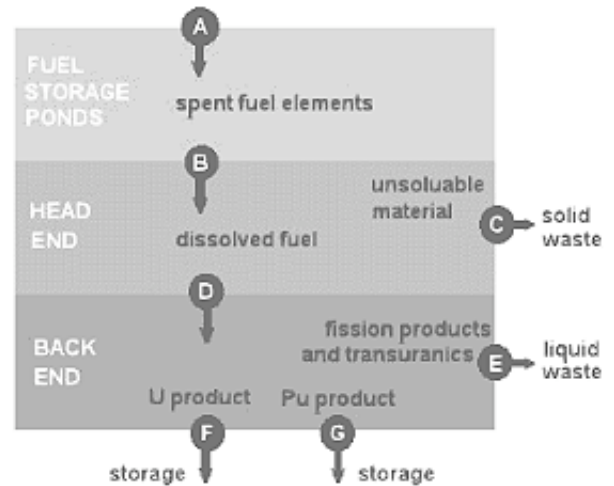 A
FUEL
STORAGE
PONDS
spent fuel elements
B
unsoluable
material
HEAD
END
C
solid
waste
dissolved fuel
D
fission products
and transuranics
BACK
END
E
liquid
waste
U product
Pu product
F
G
storage
storage